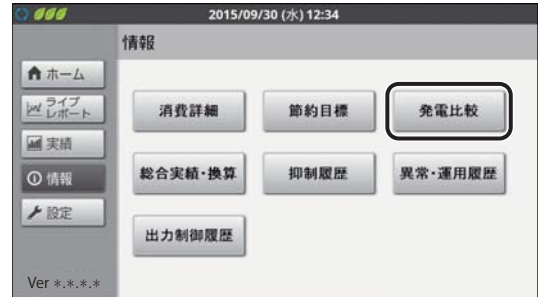 2015/09/30 (水) 12:34
情報
ホーム
ライブ
レポート
実績
情報
設定
消費詳細
節約目標
発電比較
総合実績・換算
抑制履歴
異常・運用履歴
出力制御履歴
Ver *.*.*.*